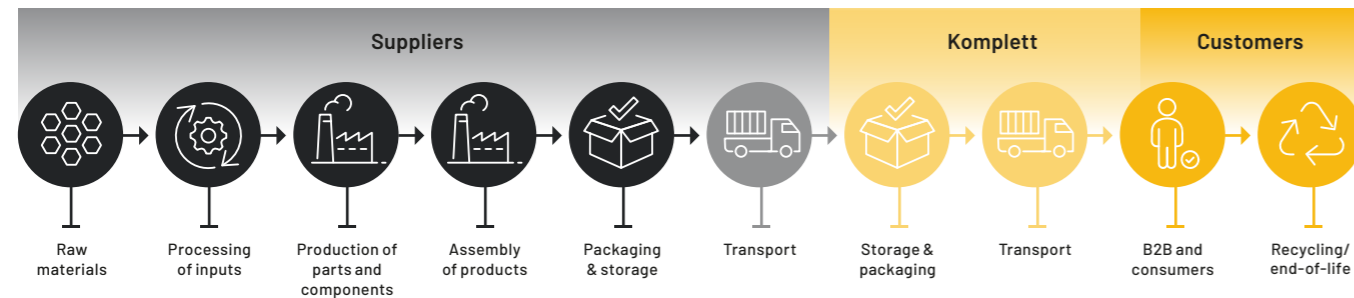 Suppliers
Komplett
Customers
Raw
materials
Processing
of inputs
Production of
parts and
components
Assembly
of products
Packaging
& storage
Transport
Storage &
packaging
Transport
B2B and
consumers
Recycling/
end-of-life